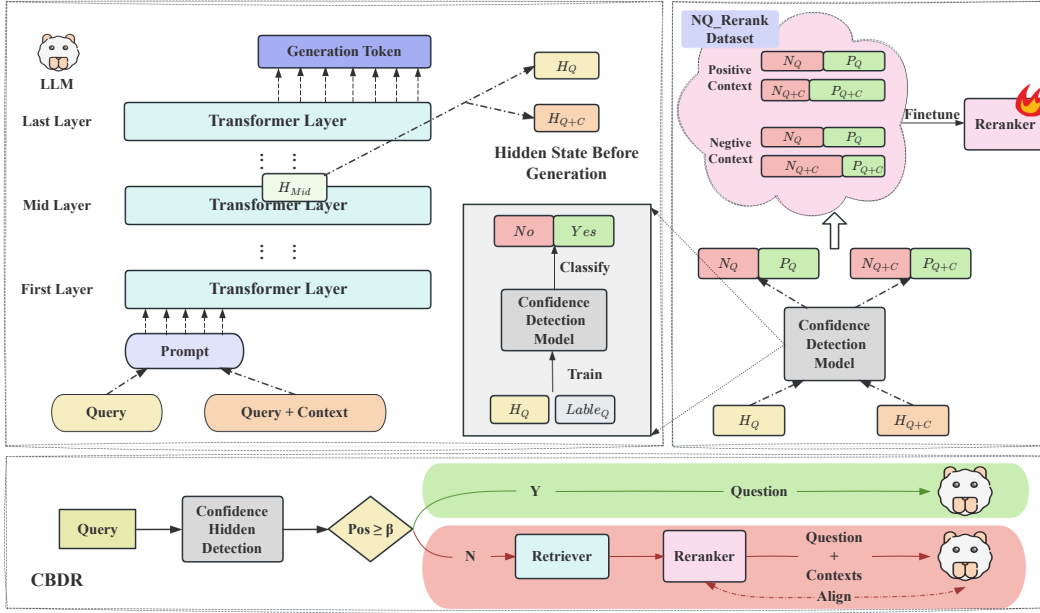 LLM
Generation Token
Last Layer
Transformer Layer
⋮ ⋮
H_Mid
Mid Layer
Transformer Layer
⋮ ⋮
First Layer
Transformer Layer
Prompt
Query
Query + Context
H_Q
H_{Q+C}
Hidden State Before
Generation
No Yes
Classify
Confidence
Detection
Model
Train
H_Q Lable_Q
NQ_Rerank
Dataset
Positive
Context
N_Q P_Q
N_{Q+C} P_{Q+C}
Negtive
Context
N_Q P_Q
N_{Q+C} P_{Q+C}
Finetune
Reranker
N_Q P_Q
N_{Q+C} P_{Q+C}
Confidence
Detection
Model
H_Q
H_{Q+C}
CBDR
Query
Confidence
Hidden
Detection
Pos ≥ β
Y
Question
N
Retriever
Reranker
Question
+
Contexts
Align